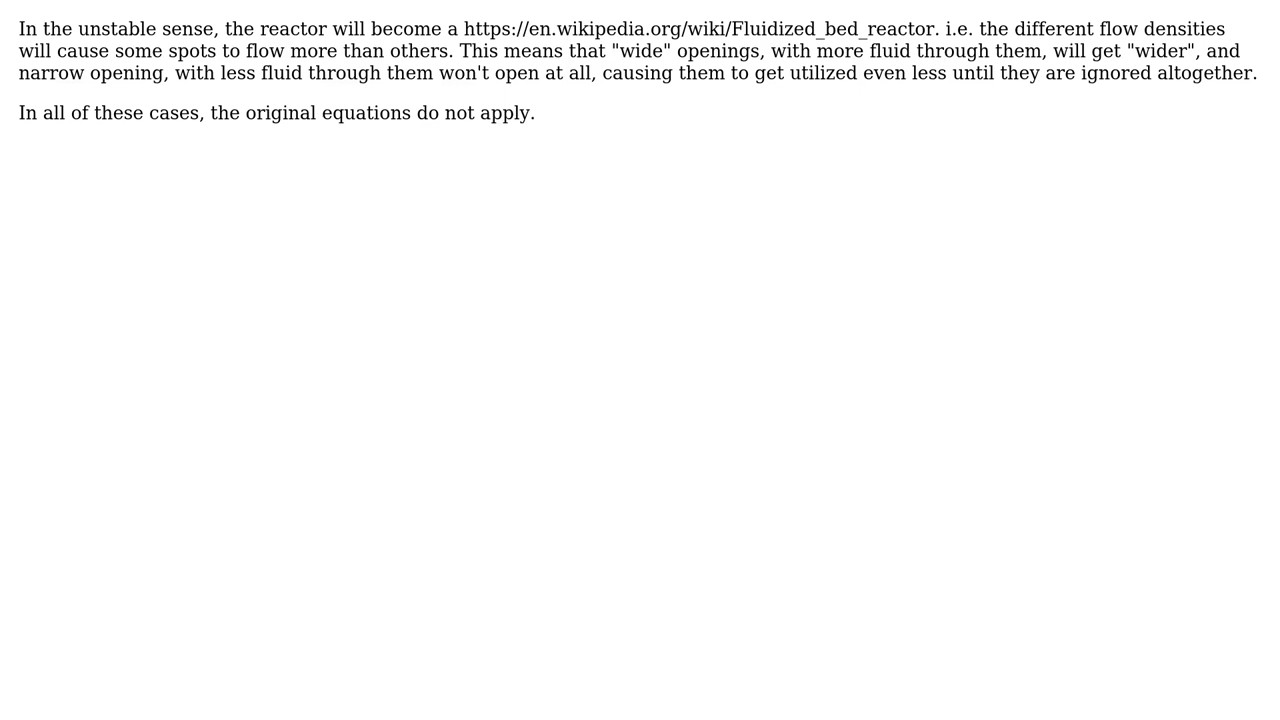 In the unstable sense, the reactor will become a https://en.wikipedia.org/wiki/Fluidized_bed_reactor. i.e. the different flow densities
will cause some spots to flow more than others. This means that "wide" openings, with more fluid through them, will get "wider", and
narrow opening, with less fluid through them won't open at all, causing them to get utilized even less until they are ignored altogether.
In all of these cases, the original equations do not apply.